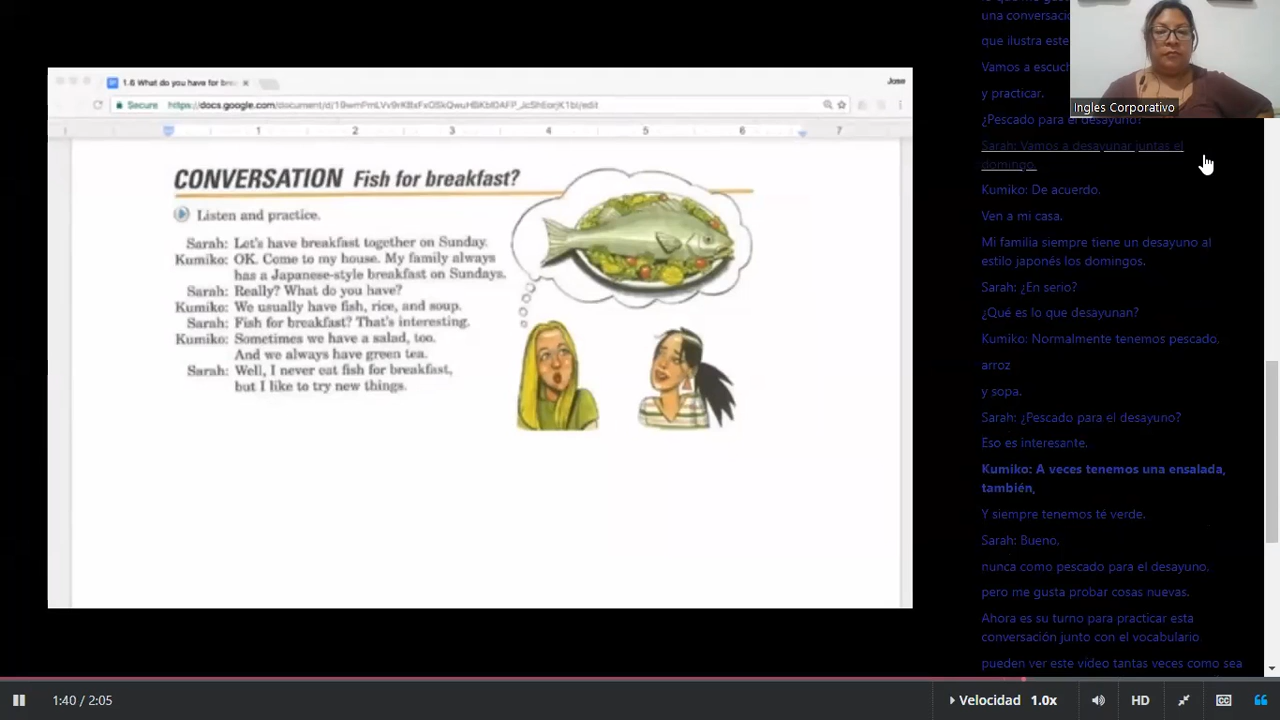 1.6 What do you have for bre
Jose
Secure
1 2 3 4 5 6 7
CONVERSATION Fish for breakfast?
Listen and practice.
Sarah: Let's have breakfast together on Sunday.
Kumiko: OK. Come to my house. My family always
has a Japanese-style breakfast on Sundays.
Sarah: Really? What do you have?
Kumiko: We usually have fish, rice, and soup.
Sarah: Fish for breakfast? That's interesting.
Kumiko: Sometimes we have a salad, too.
And we always have green tea.
Sarah: Well, I never eat fish for breakfast,
but I like to try new things.
una conversaci
que ilustra este
Vamos a escuch
y practicar.
¿Pescado para el desayuno?
Sarah: Vamos a desayunar juntas el
domingo.
Kumiko: De acuerdo.
Ven a mi casa.
Mi familia siempre tiene un desayuno al
estilo japonés los domingos.
Sarah: ¿En serio?
¿Qué es lo que desayunan?
Kumiko: Normalmente tenemos pescado,
arroz
y sopa.
Sarah: ¿Pescado para el desayuno?
Eso es interesante.
Kumiko: A veces tenemos una ensalada,
también,
Y siempre tenemos té verde.
Sarah: Bueno,
nunca como pescado para el desayuno,
pero me gusta probar cosas nuevas.
Ahora es su turno para practicar esta
conversación junto con el vocabulario
pueden ver este video tantas veces como sea
Ingles Corporativo
1:40 / 2:05
Velocidad 1.0x
HD
CC